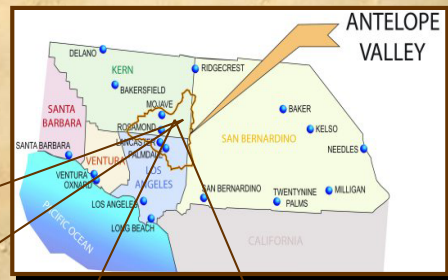 ANTELOPE
VALLEY
DELANO
KERN
RIDGECREST
BAKERSFIELD
MOJAVE
BAKER
SANTA
BARBARA
ROSAMOND
SAN BERNARDINO
KELSO
LANCASTER
PALMDALE
NEEDLES
SANTA BARBARA
VENTURA
LOS
ANGELES
VENTURA
OXNARD
SAN BERNARDINO
TWENTYNINE
PALMS
MILLIGAN
LOS ANGELES
LONG BEACH
PACIFIC OCEAN
CALIFORNIA